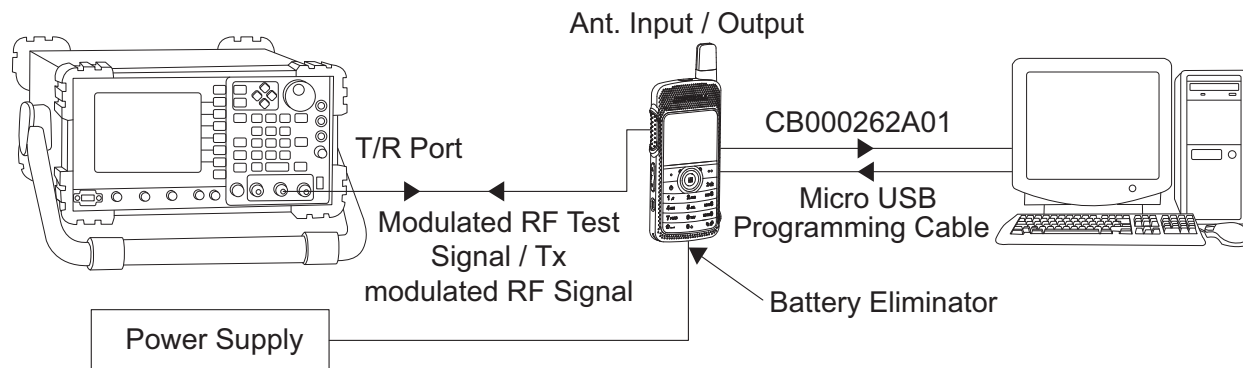 Ant. Input / Output
T/R Port
CB000262A01
Modulated RF Test
Signal / Tx
modulated RF Signal
Micro USB
Programming Cable
Battery Eliminator
Power Supply